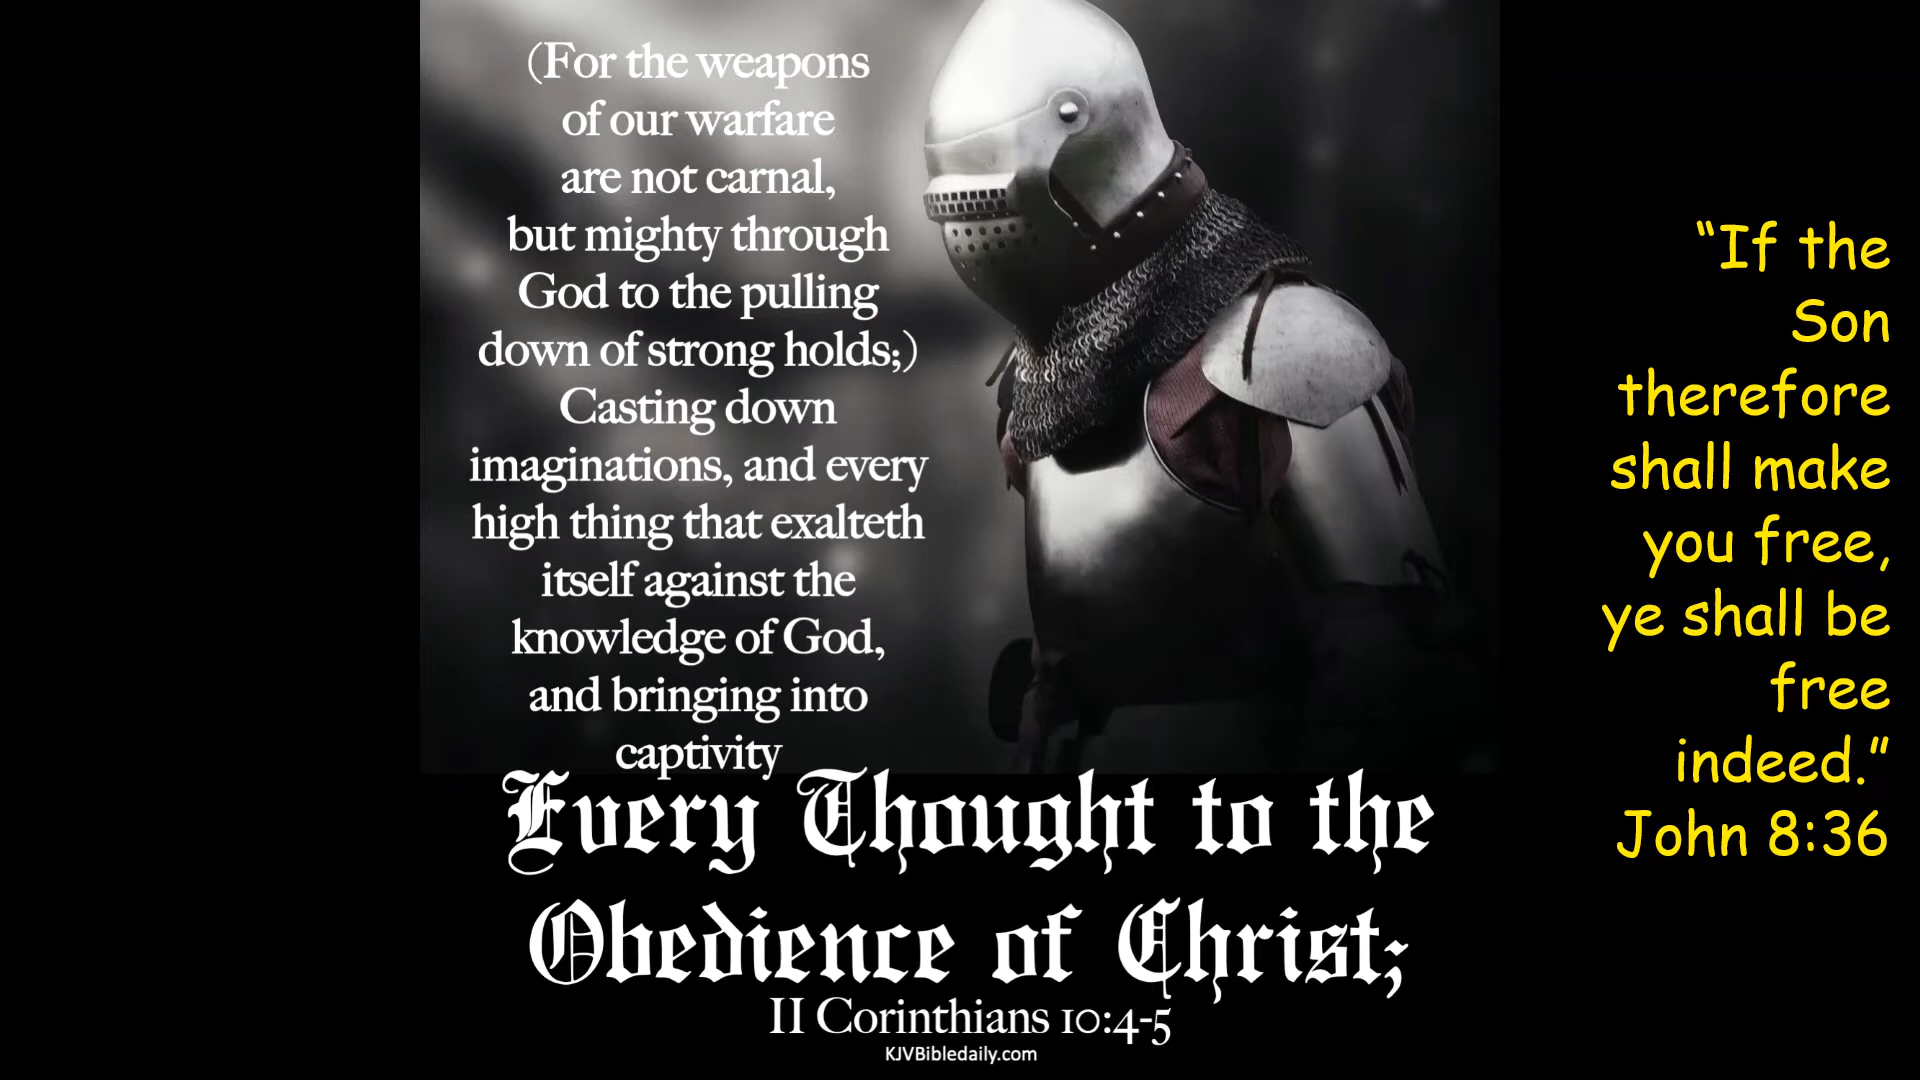 (For the weapons
of our warfare
are not carnal,
but mighty through
God to the pulling
down of strong holds;)
Casting down
imaginations, and every
high thing that exalteth
itself against the
knowledge of God,
and bringing into
captivity
Every Thought to the
Obedience of Christ;
II Corinthians 10:4-5
KJVBibledaily.com
“If the
Son
therefore
shall make
you free,
ye shall be
free
indeed.”
John 8:36